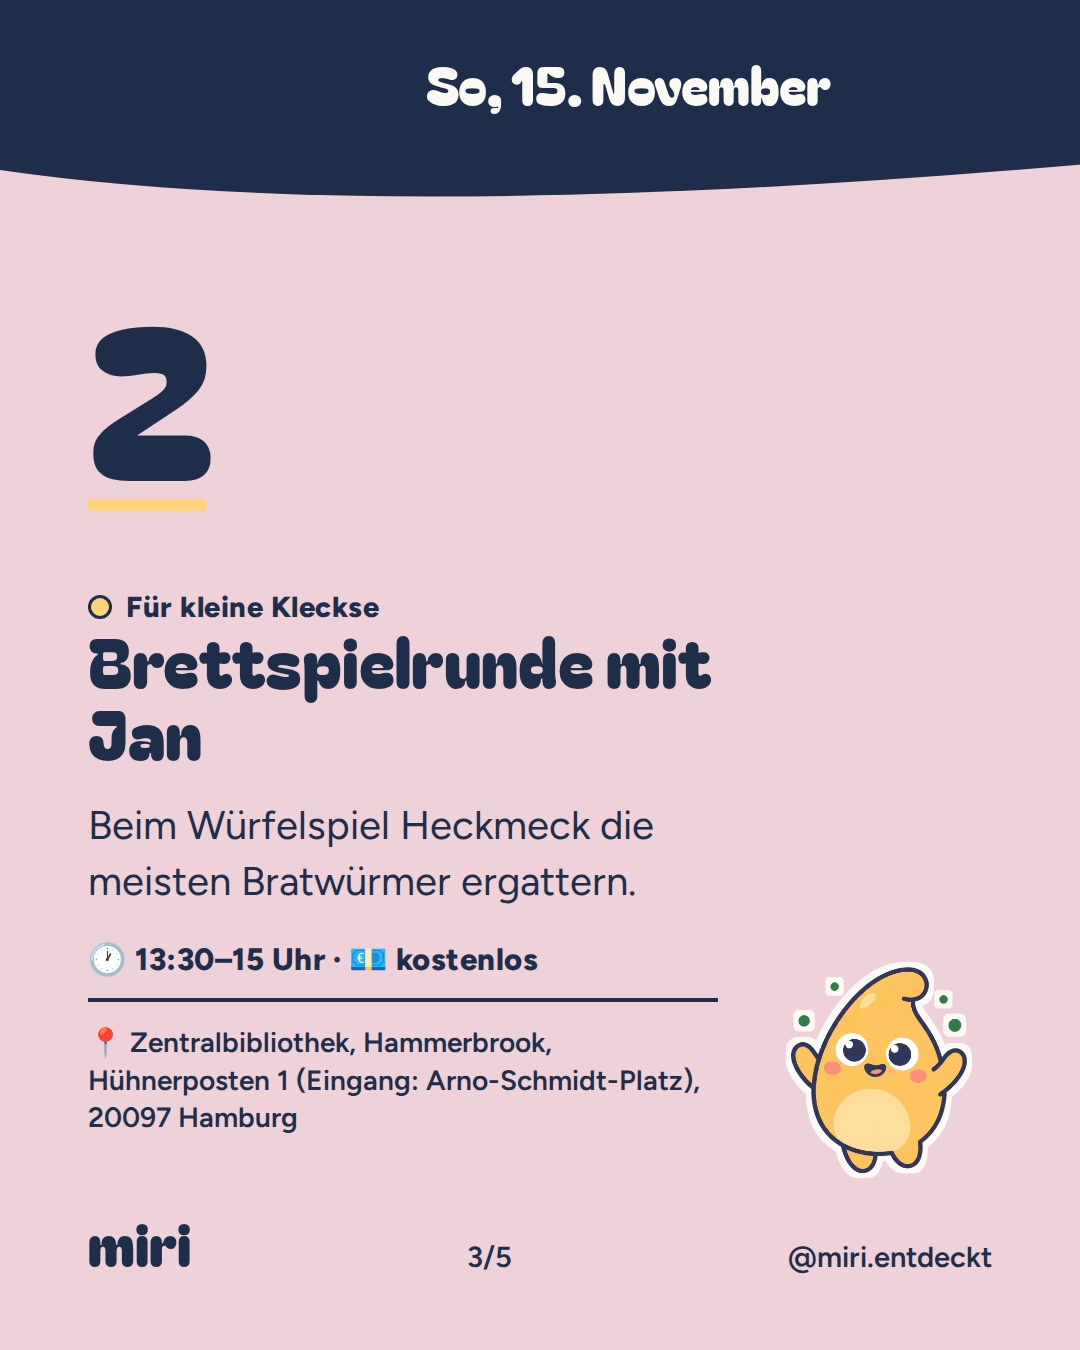 So, 15. November
2
Für kleine Kleckse
Brettspielrunde mit
Jan
Beim Würfelspiel Heckmeck die
meisten Bratwürmer ergattern.
🕐 13:30–15 Uhr · 💶 kostenlos
📍 Zentralbibliothek, Hammerbrook,
Hühnerposten 1 (Eingang: Arno-Schmidt-Platz),
20097 Hamburg
miri
3/5
@miri.entdeckt